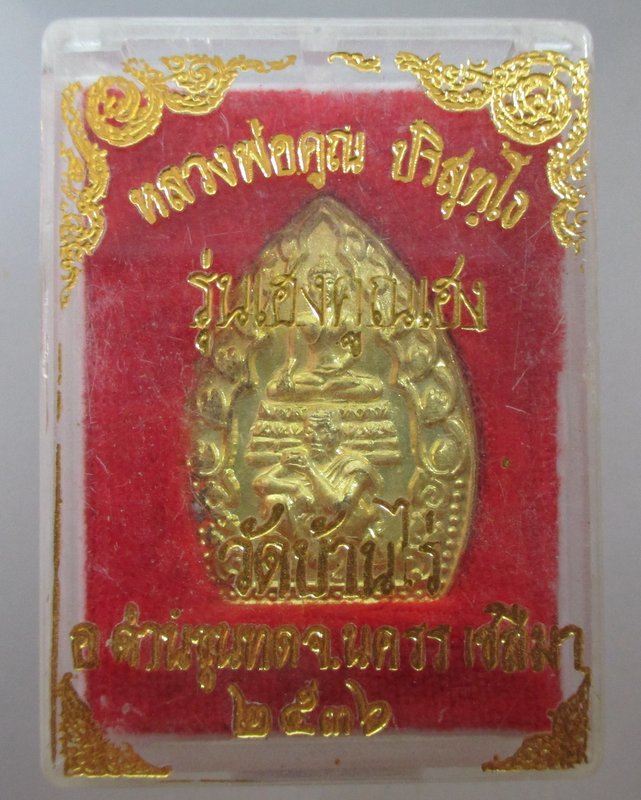 หลวงพ่อคูณ ปริสุทฺโธ
รุ่นเฮงคูณเฮง
วัดบ้านไร่
อ ด่านขุนทด จ.นครราชสีมา
๒๕๓๖